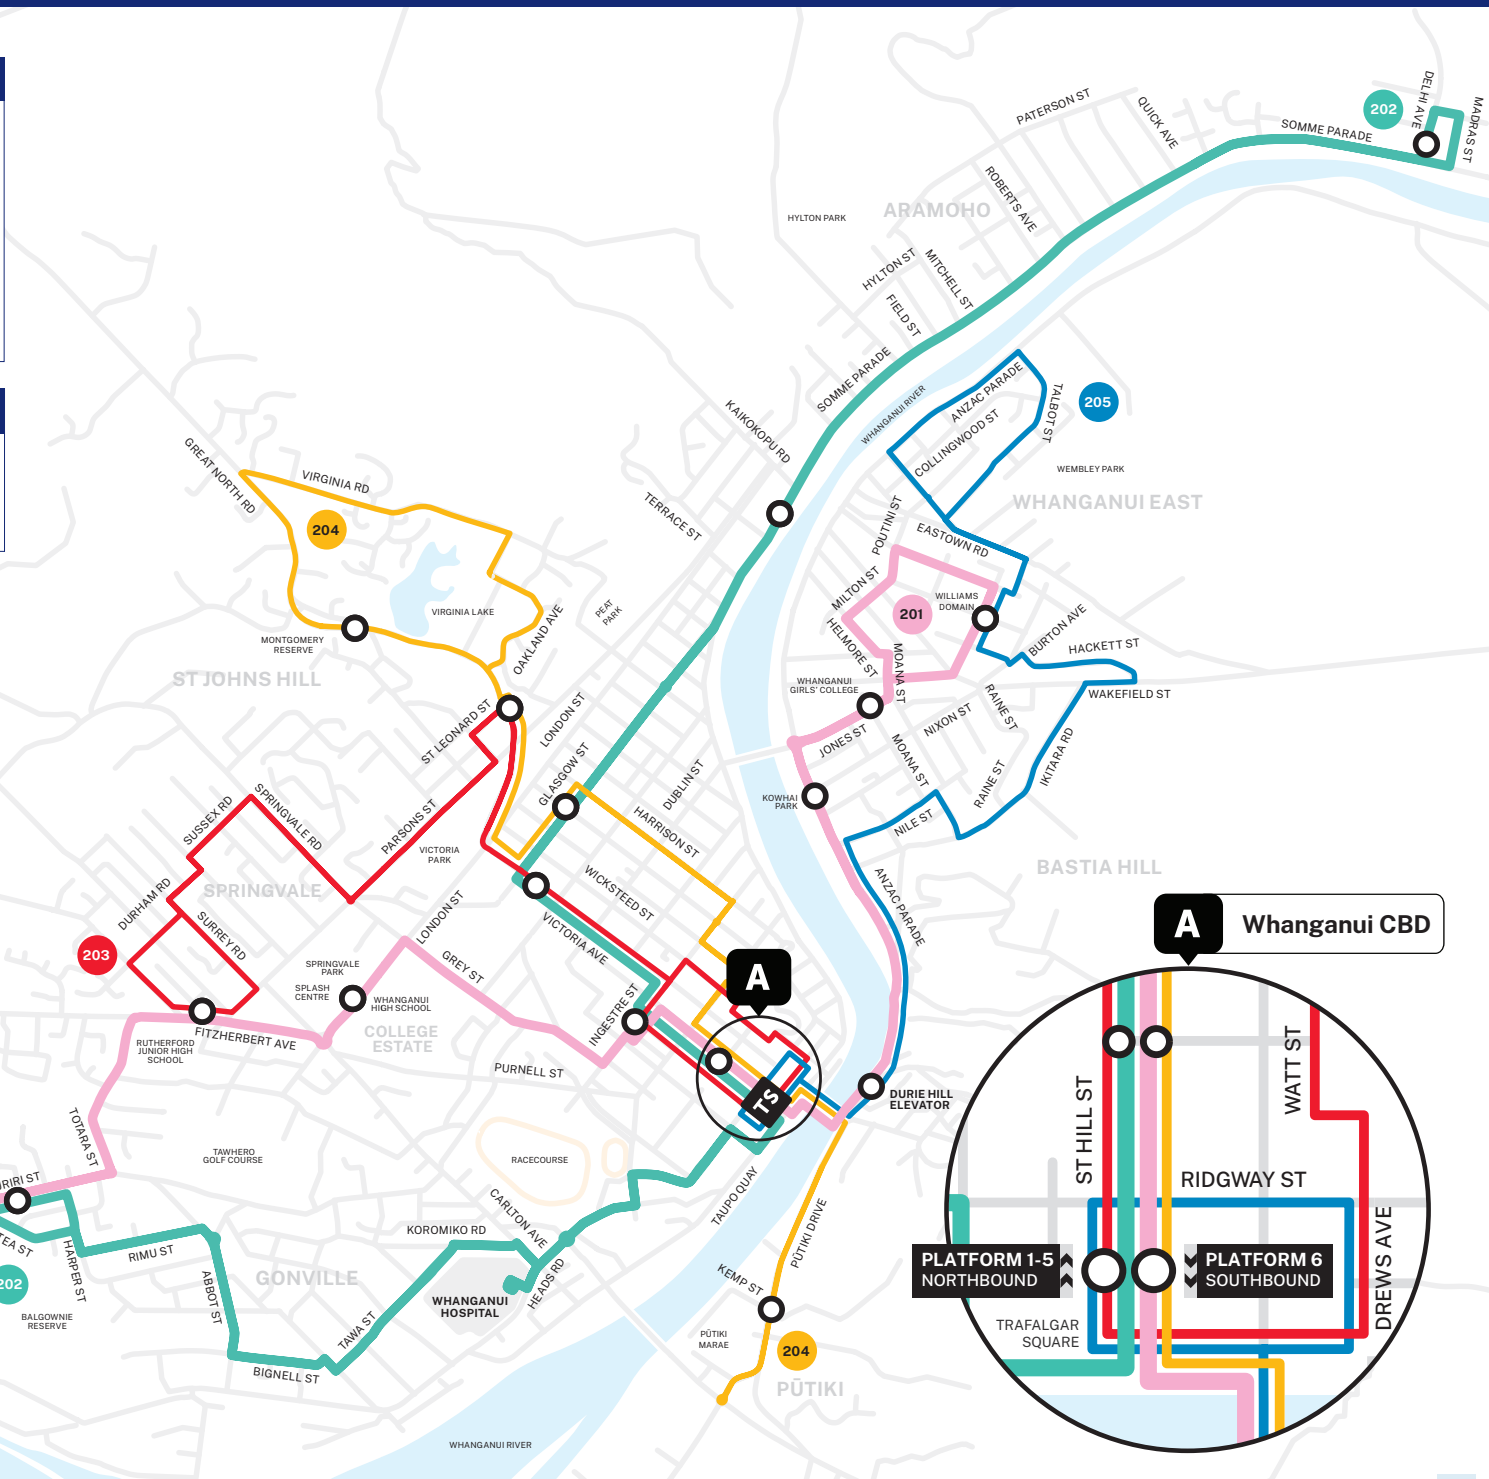 DELHI AVE
MADRAS ST
202
SOMME PARADE
PATERSON ST
QUICK AVE
ROBERTS AVE
ARAMOHO
HYLTON PARK
HYLTON ST
MITCHELL ST
FIELD ST
SOMME PARADE
WHANGANUI RIVER
ANZAC PARADE
COLLINGWOOD ST
TALBOT ST
205
WEMBLEY PARK
WHANGANUI EAST
KAIKOKOPU RD
TERRACE ST
GREAT NORTH RD
VIRGINIA RD
204
VIRGINIA LAKE
MONTGOMERY
RESERVE
OAKLAND AVE
PEAT
PARK
ST JOHNS HILL
POUTINI ST
EASTOWN RD
MILTON ST
WILLIAMS
DOMAIN
201
HELMORE ST
MOANA ST
BURTON AVE
HACKETT ST
WAKEFIELD ST
WHANGANUI
GIRLS' COLLEGE
RAINE ST
NIXON ST
JONES ST
MOANA ST
RAINE ST
IKITARA RD
KOWHAI
PARK
NILE ST
BASTIA HILL
ST LEONARD ST
LONDON ST
GLASGOW ST
DUBLIN ST
HARRISON ST
SUSSEX RD
SPRINGVALE RD
PARSONS ST
VICTORIA
PARK
SPRINGVALE
DURHAM RD
SURREY RD
203
LONDON ST
GREY ST
WICKSTEED ST
VICTORIA AVE
INGESTRE ST
ANZAC PARADE
SPRINGVALE
PARK
SPLASH
CENTRE
WHANGANUI
HIGH SCHOOL
COLLEGE
ESTATE
FITZHERBERT AVE
RUTHERFORD
JUNIOR HIGH
SCHOOL
PURNELL ST
A
TS
DURIE HILL
ELEVATOR
TOTARA ST
TAWHERO
GOLF COURSE
RACECOURSE
CARLTON AVE
KOROMIKO RD
TAUPO QUAY
PŪTIKI DRIVE
HARPER ST
RIMU ST
202
BALGOWNIE
RESERVE
ABBOT ST
GONVILLE
WHANGANUI
HOSPITAL
HEADS RD
TAWA ST
BIGNELL ST
KEMP ST
PŪTIKI
MARAE
204
PŪTIKI
WHANGANUI RIVER
A
Whanganui CBD
WATT ST
ST HILL ST
RIDGWAY ST
DREWS AVE
PLATFORM 1-5
NORTHBOUND
PLATFORM 6
SOUTHBOUND
TRAFALGAR
SQUARE